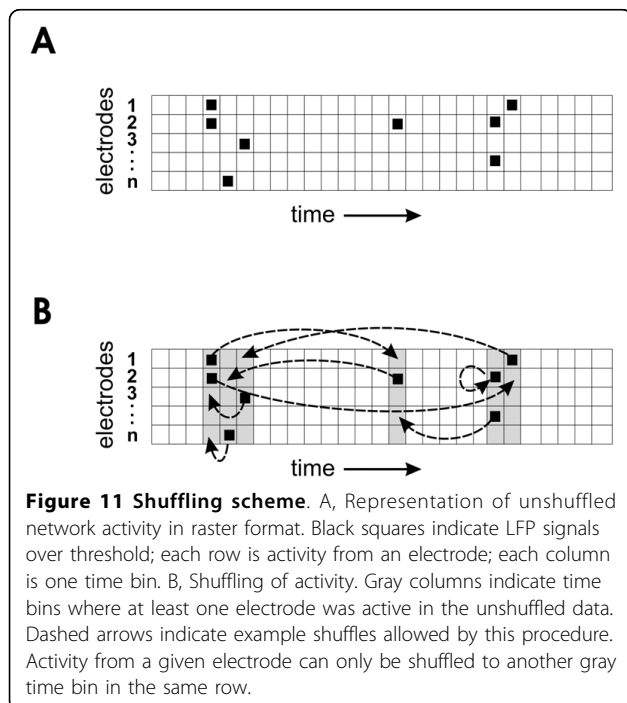 A
electrodes
1
2
3
⋮
n
time
B
electrodes
1
2
3
⋮
n
time
Figure 11 Shuffling scheme. A, Representation of unshuffled
network activity in raster format. Black squares indicate LFP signals
over threshold; each row is activity from an electrode; each column
is one time bin. B, Shuffling of activity. Gray columns indicate time
bins where at least one electrode was active in the unshuffled data.
Dashed arrows indicate example shuffles allowed by this procedure.
Activity from a given electrode can only be shuffled to another gray
time bin in the same row.